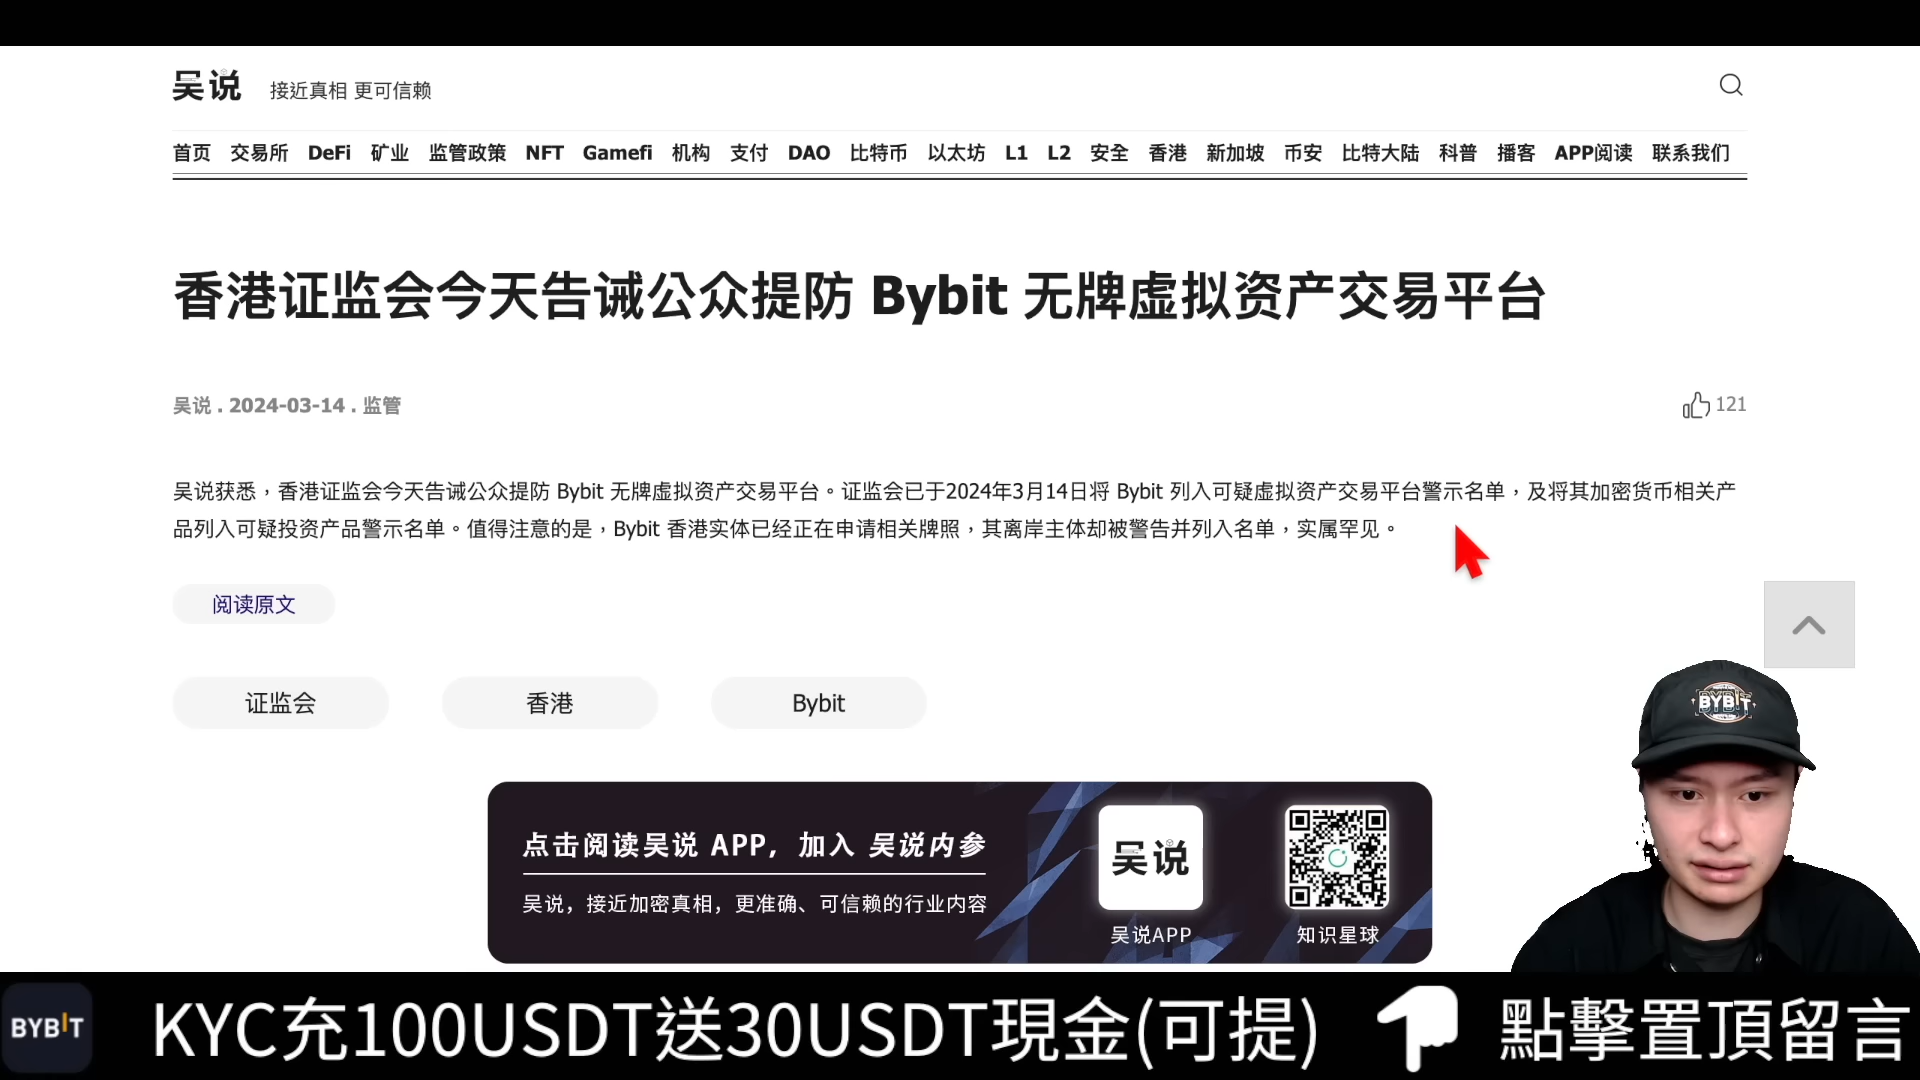 吴说 接近真相 更可信赖
首页 交易所 DeFi 矿业 监管政策 NFT Gamefi 机构 支付 DAO 比特币 以太坊 L1 L2 安全 香港 新加坡 币安 比特大陆 科普 播客 APP阅读 联系我们
香港证监会今天告诫公众提防 Bybit 无牌虚拟资产交易平台
吴说 . 2024-03-14 . 监管 121
吴说获悉，香港证监会今天告诫公众提防 Bybit 无牌虚拟资产交易平台。证监会已于2024年3月14日将 Bybit 列入可疑虚拟资产交易平台警示名单，及将其加密货币相关产
品列入可疑投资产品警示名单。值得注意的是，Bybit 香港实体已经正在申请相关牌照，其离岸主体却被警告并列入名单，实属罕见。
阅读原文
证监会 香港 Bybit
BYBIT
点击阅读吴说 APP，加入 吴说内参
吴说，接近加密真相，更准确、可信赖的行业内容
吴说
吴说APP 知识星球
BYBIT KYC充100USDT送30USDT現金(可提) 點擊置頂留言